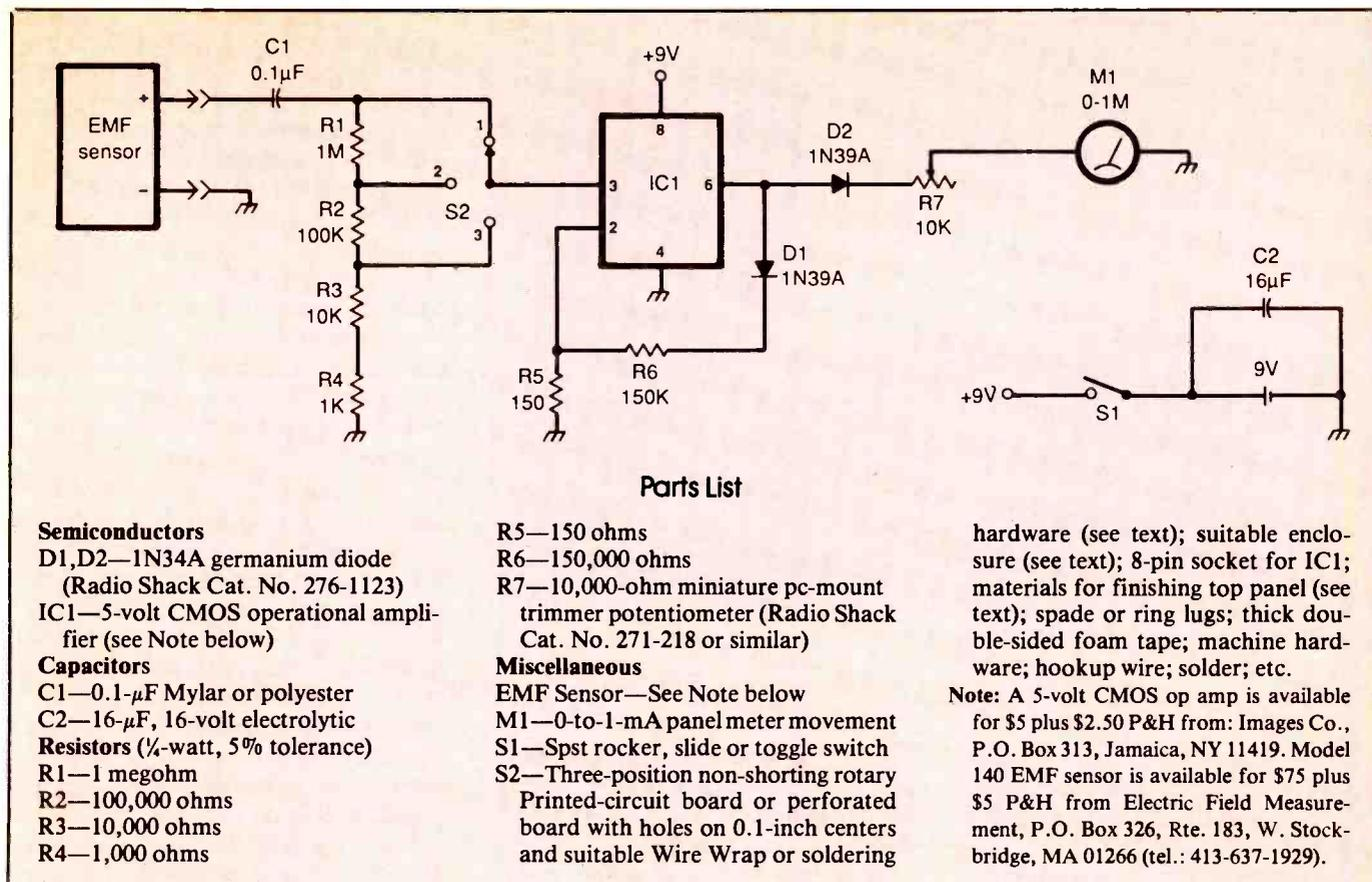 C1
0.1μF
+9V
M1
0-1M
EMF
sensor
+
−
R1
1M
1
2
S2
3
R2
100K
R3
10K
R4
1K
8
3
IC1
6
2
4
D2
1N39A
R7
10K
D1
1N39A
R5
150
R6
150K
C2
16μF
9V
+9V
S1
Parts List
Semiconductors
D1,D2—1N34A germanium diode
(Radio Shack Cat. No. 276-1123)
IC1—5-volt CMOS operational ampli-
fier (see Note below)
Capacitors
C1—0.1-μF Mylar or polyester
C2—16-μF, 16-volt electrolytic
Resistors (¼-watt, 5% tolerance)
R1—1 megohm
R2—100,000 ohms
R3—10,000 ohms
R4—1,000 ohms
R5—150 ohms
R6—150,000 ohms
R7—10,000-ohm miniature pc-mount
trimmer potentiometer (Radio Shack
Cat. No. 271-218 or similar)
Miscellaneous
EMF Sensor—See Note below
M1—0-to-1-mA panel meter movement
S1—Spst rocker, slide or toggle switch
S2—Three-position non-shorting rotary
Printed-circuit board or perforated
board with holes on 0.1-inch centers
and suitable Wire Wrap or soldering
hardware (see text); suitable enclo-
sure (see text); 8-pin socket for IC1;
materials for finishing top panel (see
text); spade or ring lugs; thick dou-
ble-sided foam tape; machine hard-
ware; hookup wire; solder; etc.
Note: A 5-volt CMOS op amp is available
for $5 plus $2.50 P&H from: Images Co.,
P.O. Box 313, Jamaica, NY 11419. Model
140 EMF sensor is available for $75 plus
$5 P&H from Electric Field Measure-
ment, P.O. Box 326, Rte. 183, W. Stock-
bridge, MA 01266 (tel.: 413-637-1929).